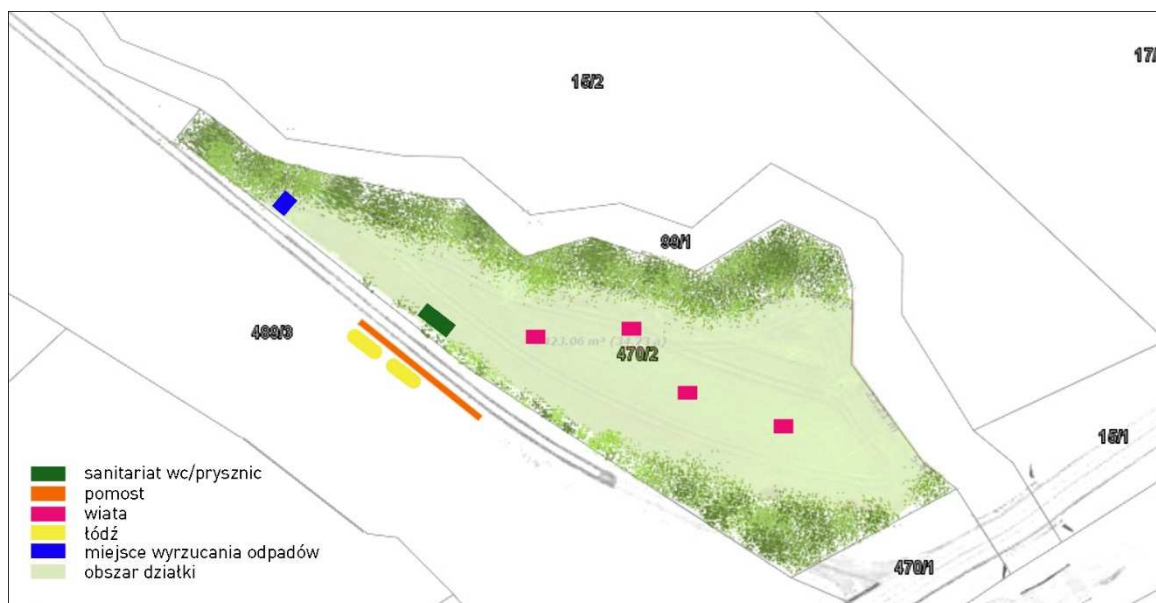 17/
15/2
99/1
489/3
470/2
15/1
470/1
sanitariat wc/prysznic
pomost
wiata
łódź
miejsce wyrzucania odpadów
obszar działki